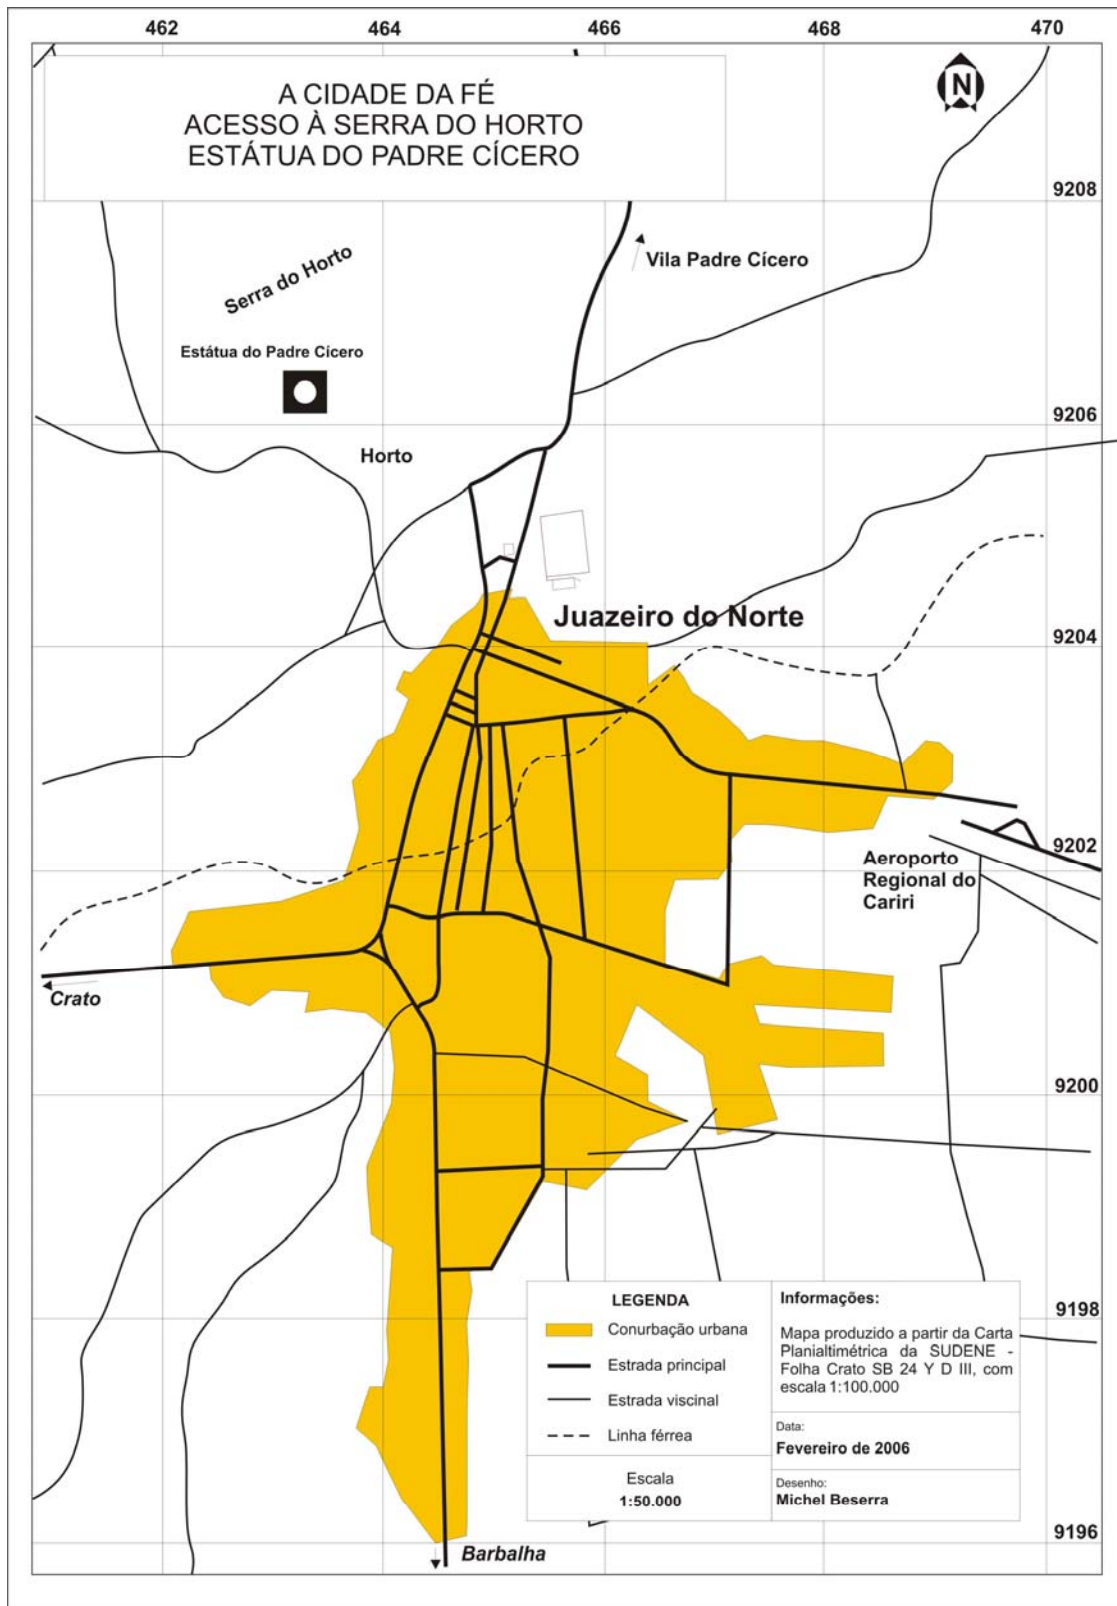 462 464 466 468 470
N
A CIDADE DA FÉ
ACESSO À SERRA DO HORTO
ESTÁTUA DO PADRE CÍCERO
9208
Serra do Horto
Vila Padre Cícero
Estátua do Padre Cícero
9206
Horto
Juazeiro do Norte
9204
9202
Aeroporto
Regional do
Cariri
Crato
9200
9198
LEGENDA
Conurbação urbana
Estrada principal
Estrada viscinal
Linha férrea
Escala
1:50.000
Informações:
Mapa produzido a partir da Carta
Planialtimétrica da SUDENE -
Folha Crato SB 24 Y D III, com
escala 1:100.000
Data:
Fevereiro de 2006
Desenho:
Michel Beserra
9196
Barbalha